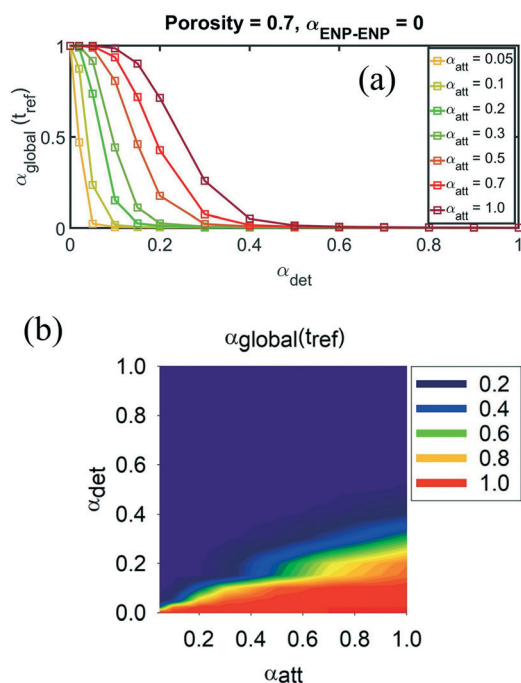 Porosity = 0.7, αENP-ENP = 0
(a)
αatt = 0.05
αatt = 0.1
αatt = 0.2
αatt = 0.3
αatt = 0.5
αatt = 0.7
αatt = 1.0
αglobal (tref)
1
0.5
0
0 0.2 0.4 0.6 0.8 1
αdet
(b)
αglobal(tref)
0.2
0.4
0.6
0.8
1.0
αdet
1.0
0.8
0.6
0.4
0.2
0.0
0.2 0.4 0.6 0.8 1.0
αatt